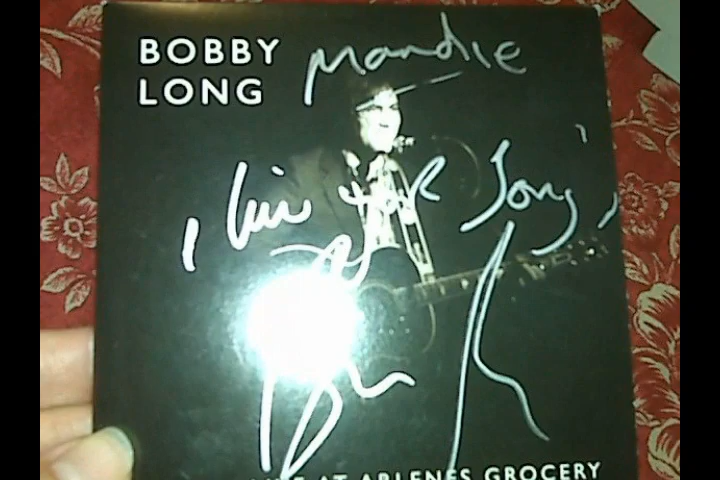 BOBBY
LONG
Mandie
'live for song'
LIVE AT ARLENES GROCERY